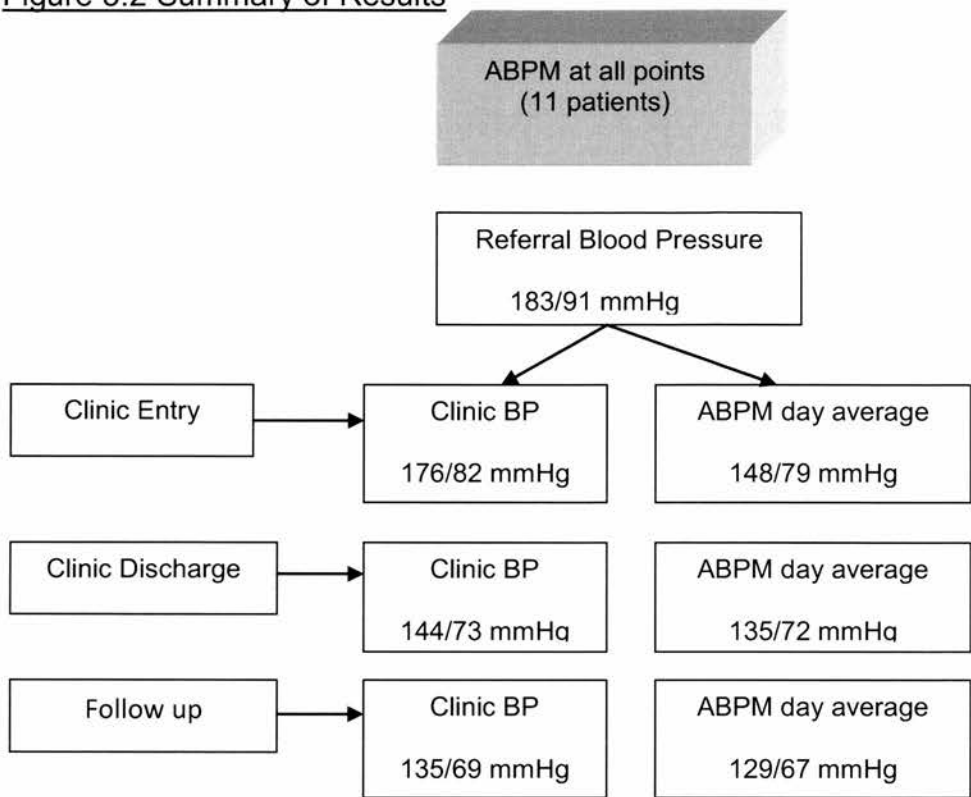 Figure 3.2 Summary of Results
ABPM at all points
(11 patients)
Referral Blood Pressure
183/91 mmHg
Clinic Entry
Clinic BP
176/82 mmHg
ABPM day average
148/79 mmHg
Clinic Discharge
Clinic BP
144/73 mmHg
ABPM day average
135/72 mmHg
Follow up
Clinic BP
135/69 mmHg
ABPM day average
129/67 mmHg